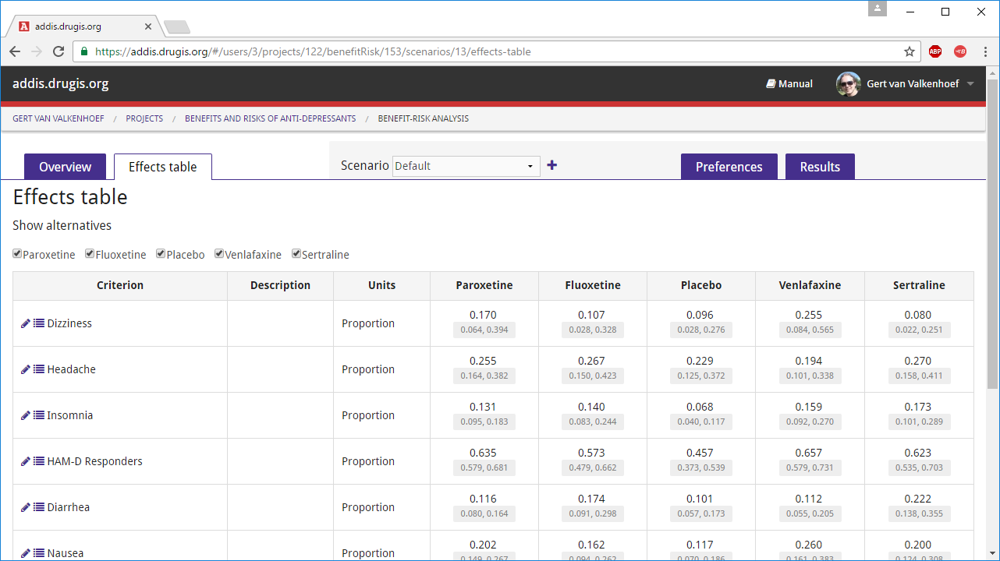 addis.drugis.org
https://addis.drugis.org/#/users/3/projects/122/benefitRisk/153/scenarios/13/effects-table
ABP
addis.drugis.org Manual Gert van Valkenhoef
GERT VAN VALKENHOEF / PROJECTS / BENEFITS AND RISKS OF ANTI-DEPRESSANTS / BENEFIT-RISK ANALYSIS
Overview Effects table Scenario Default Preferences Results
Effects table
Show alternatives
Paroxetine Fluoxetine Placebo Venlafaxine Sertraline
Criterion Description Units Paroxetine Fluoxetine Placebo Venlafaxine Sertraline
Dizziness Proportion 0.170 0.107 0.096 0.255 0.080
0.064, 0.394 0.028, 0.328 0.028, 0.276 0.084, 0.565 0.022, 0.251
Headache Proportion 0.255 0.267 0.229 0.194 0.270
0.164, 0.382 0.150, 0.423 0.125, 0.372 0.101, 0.338 0.158, 0.411
Insomnia Proportion 0.131 0.140 0.068 0.159 0.173
0.095, 0.183 0.083, 0.244 0.040, 0.117 0.092, 0.270 0.101, 0.289
HAM-D Responders Proportion 0.635 0.573 0.457 0.657 0.623
0.579, 0.681 0.479, 0.662 0.373, 0.539 0.579, 0.731 0.535, 0.703
Diarrhea Proportion 0.116 0.174 0.101 0.112 0.222
0.080, 0.164 0.091, 0.298 0.057, 0.173 0.055, 0.205 0.138, 0.355
Nausea Proportion 0.202 0.162 0.117 0.260 0.200
0.149, 0.267 0.094, 0.262 0.070, 0.186 0.161, 0.383 0.124, 0.308